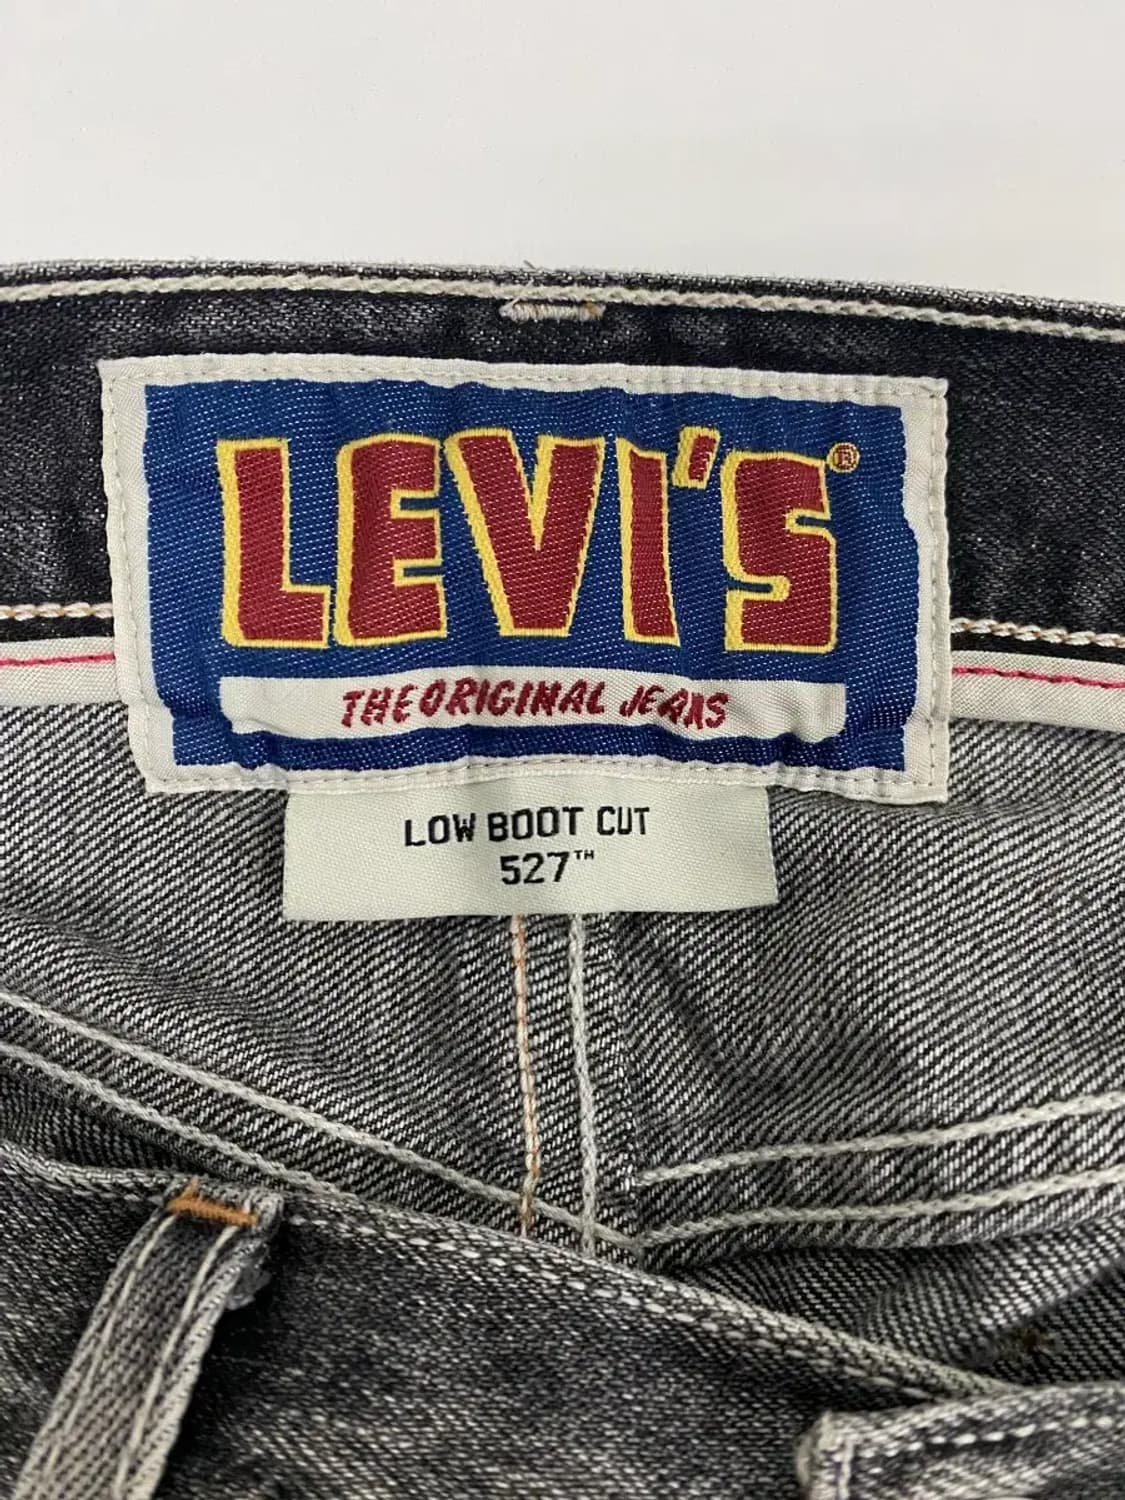 LEVI'S®
THE ORIGINAL JEANS
LOW BOOT CUT
527™